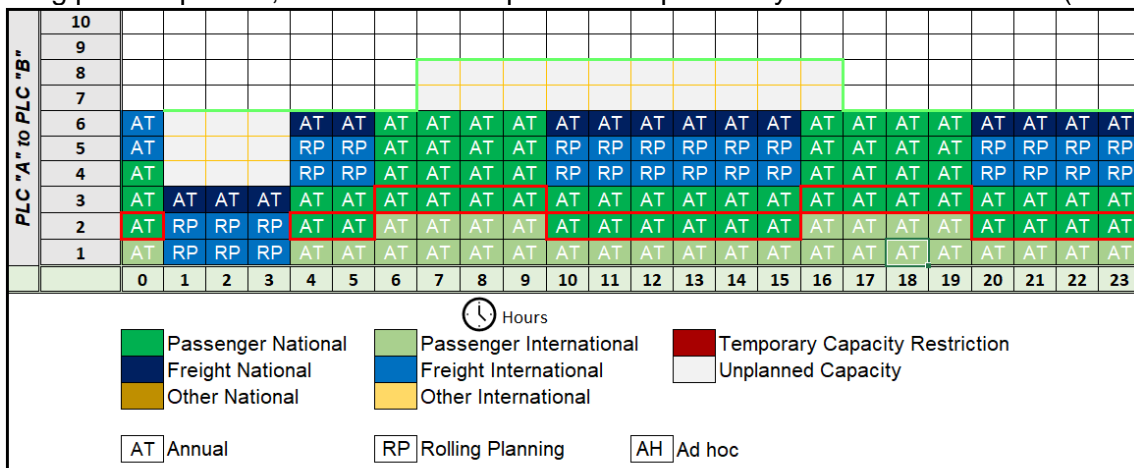 10
9
8
7
6 AT AT AT AT AT AT AT AT AT AT AT AT AT AT AT AT AT AT AT AT AT
5 AT RP RP AT AT AT AT RP RP RP RP RP RP AT AT AT AT RP RP RP RP
4 AT RP RP AT AT AT AT RP RP RP RP RP RP AT AT AT AT RP RP RP RP
3 AT AT AT AT AT AT AT AT AT AT AT AT AT AT AT AT AT AT AT AT AT AT AT AT
2 AT RP RP RP AT AT AT AT AT AT AT AT AT AT AT AT AT AT AT AT AT AT AT AT
1 AT RP RP RP AT AT AT AT AT AT AT AT AT AT AT AT AT AT AT AT AT AT AT AT
PLC "A" to PLC "B"
0 1 2 3 4 5 6 7 8 9 10 11 12 13 14 15 16 17 18 19 20 21 22 23
Hours
Passenger National Passenger International Temporary Capacity Restriction
Freight National Freight International Unplanned Capacity
Other National Other International
AT Annual RP Rolling Planning AH Ad hoc